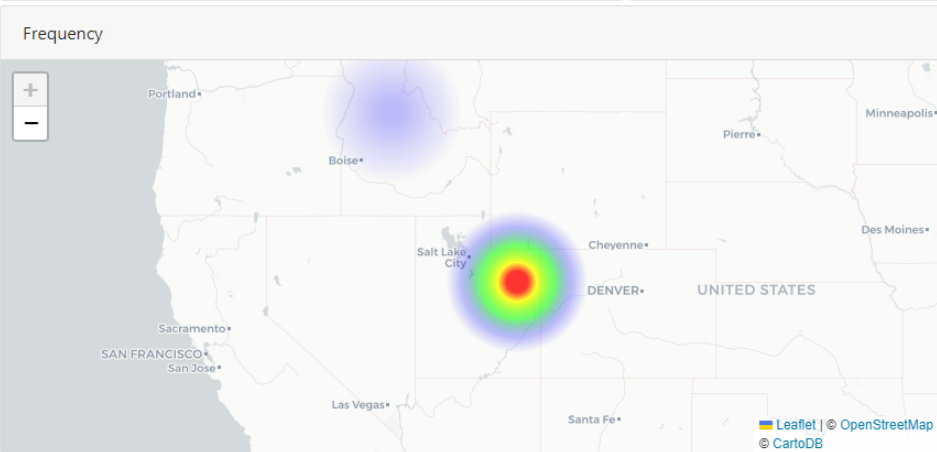 Frequency
+
−
Portland
Minneapolis
Pierre
Boise
Des Moines
Cheyenne
Salt Lake
City
DENVER
UNITED STATES
Sacramento
SAN FRANCISCO
San Jose
Las Vegas
Santa Fe
Leaflet | © OpenStreetMap
© CartoDB